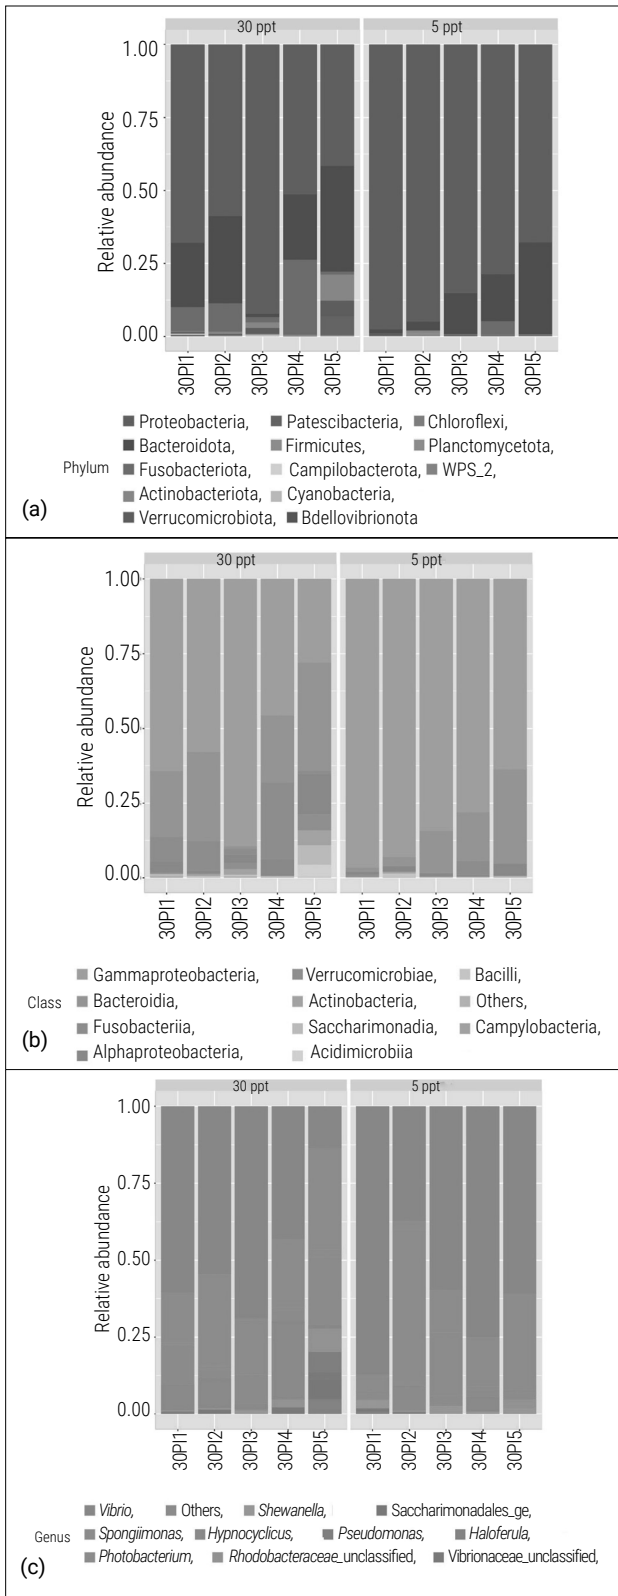 30 ppt 5 ppt
1.00
0.50
0.25
0.00
Relative abundance
30PI1 30PI2 30PI3 30PI4 30PI5 30PI1 30PI2 30PI3 30PI4 30PI5
Proteobacteria, Patescibacteria, Chloroflexi,
Bacteroidota, Firmicutes, Planctomycetota,
Phylum Fusobacteriota, Campilobacterota, WPS_2,
Actinobacteriota, Cyanobacteria,
Verrucomicrobiota, Bdellovibrionota
(a)
30 ppt 5 ppt
1.00
0.75
0.50
0.25
0.00
Relative abundance
30PI1 30PI2 30PI3 30PI4 30PI5 30PI1 30PI2 30PI3 30PI4 30PI5
Gammaproteobacteria, Verrucomicrobiae, Bacilli,
Class Bacteroidia, Actinobacteria, Others,
Fusobacteriia, Saccharimonadia, Campylobacteria,
Alphaproteobacteria, Acidimicrobiia
(b)
30 ppt 5 ppt
1.00
0.75
0.50
0.25
0.00
Relative abundance
30PI1 30PI2 30PI3 30PI4 30PI5 30PI1 30PI2 30PI3 30PI4 30PI5
Vibrio, Others, Shewanella, Saccharimonadales_ge,
Genus Spongiimonas, Hypnocyclicus, Pseudomonas, Haloferula,
Photobacterium, Rhodobacteraceae_unclassified, Vibrionaceae_unclassified,
(c)